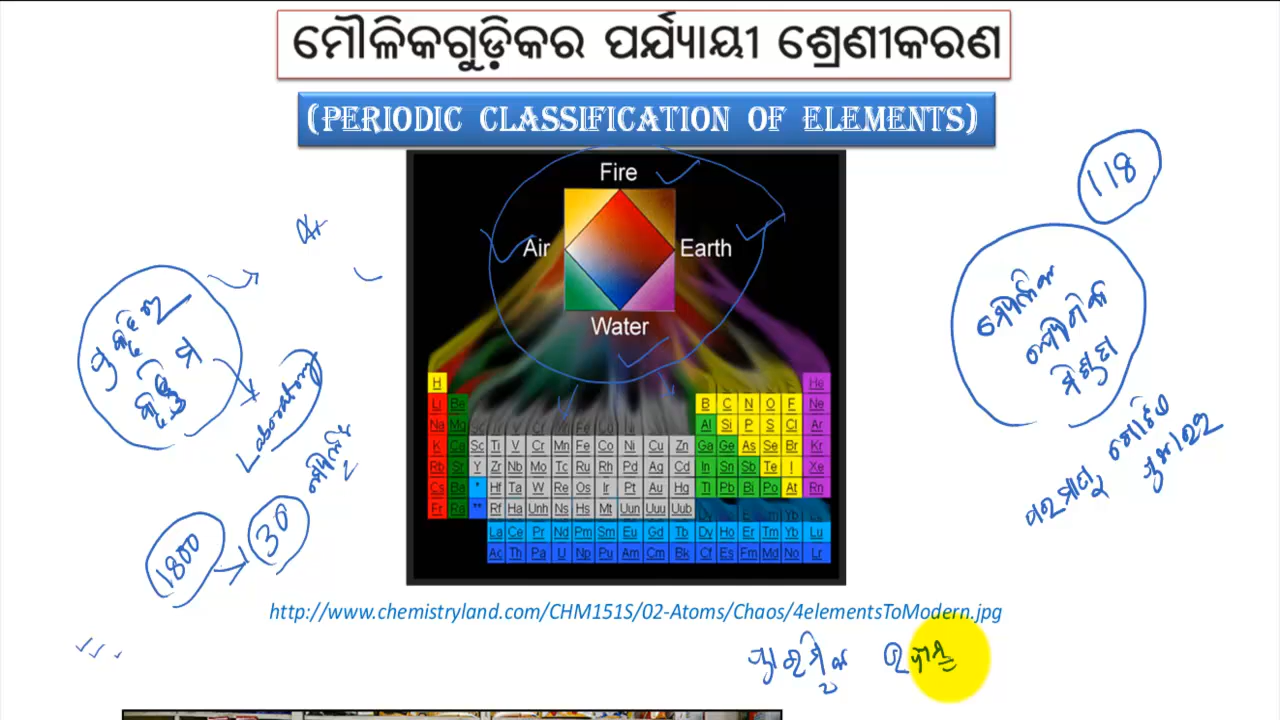 ମୌଳିକଗୁଡ଼ିକର ପର୍ଯ୍ୟାୟୀ ଶ୍ରେଣୀକରଣ
(PERIODIC CLASSIFICATION OF ELEMENTS)
118
Fire
Air
Earth
Water
ମୌଳିକ
ଯୌଗିକ
ମିଶ୍ରଣ
Laboratory
1800
30
H He
Li Be B C N O F Ne
Na Mg Al Si P S Cl Ar
K Ca Sc Ti V Cr Mn Fe Co Ni Cu Zn Ga Ge As Se Br Kr
Rb Sr Y Zr Nb Mo Tc Ru Rh Pd Ag Cd In Sn Sb Te I Xe
Cs Ba * Hf Ta W Re Os Ir Pt Au Hg Tl Pb Bi Po At Rn
Fr Ra ** Rf Ha Unh Ns Hs Mt Uun Uuu Uub
La Ce Pr Nd Pm Sm Eu Gd Tb Dy Ho Er Tm Yb Lu
Ac Th Pa U Np Pu Am Cm Bk Cf Es Fm Md No Lr
http://www.chemistryland.com/CHM151S/02-Atoms/Chaos/4elementsToModern.jpg